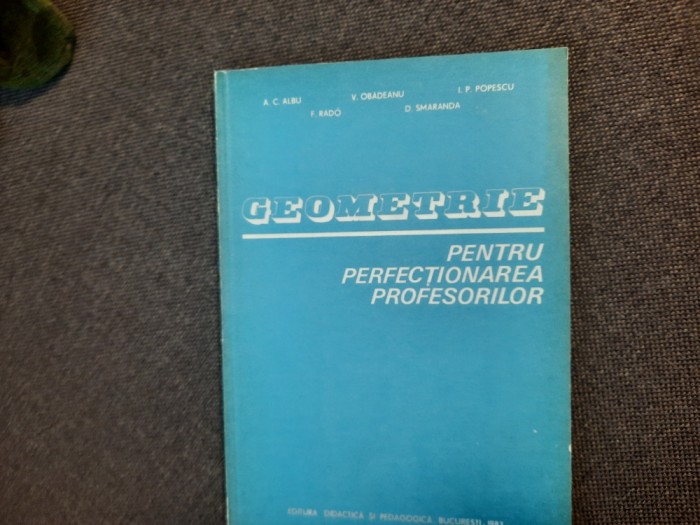 A. C. ALBU V. OBĂDEANU I. P. POPESCU
F. RADÓ D. SMARANDA
GEOMETRIE
PENTRU
PERFECȚIONAREA
PROFESORILOR
EDITURA DIDACTICĂ ȘI PEDAGOGICĂ, BUCUREȘTI, 1983